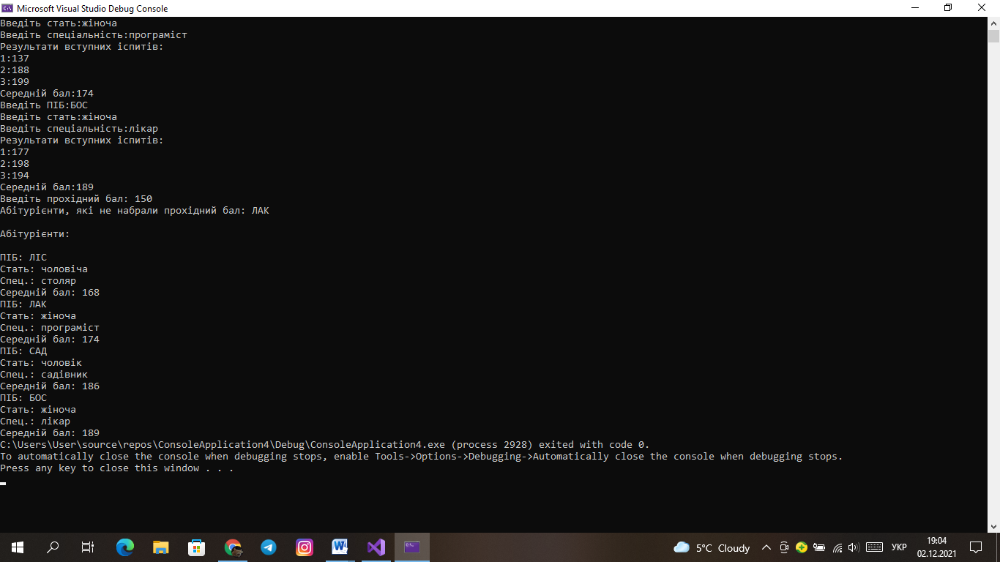 Microsoft Visual Studio Debug Console
Введіть стать:жіноча
Введіть спеціальність:програміст
Результати вступних іспитів:
1:137
2:188
3:199
Середній бал:174
Введіть ПІБ:БОС
Введіть стать:жіноча
Введіть спеціальність:лікар
Результати вступних іспитів:
1:177
2:198
3:194
Середній бал:189
Введіть прохідний бал: 150
Абітурієнти, які не набрали прохідний бал: ЛАК
Абітурієнти:
ПІБ: ЛІС
Стать: чоловіча
Спец.: столяр
Середній бал: 168
ПІБ: ЛАК
Стать: жіноча
Спец.: програміст
Середній бал: 174
ПІБ: САД
Стать: чоловік
Спец.: садівник
Середній бал: 186
ПІБ: БОС
Стать: жіноча
Спец.: лікар
Середній бал: 189
C:\Users\User\source\repos\ConsoleApplication4\Debug\ConsoleApplication4.exe (process 2928) exited with code 0.
To automatically close the console when debugging stops, enable Tools->Options->Debugging->Automatically close the console when debugging stops.
Press any key to close this window . . .
5°C Cloudy
УКР
19:04
02.12.2021